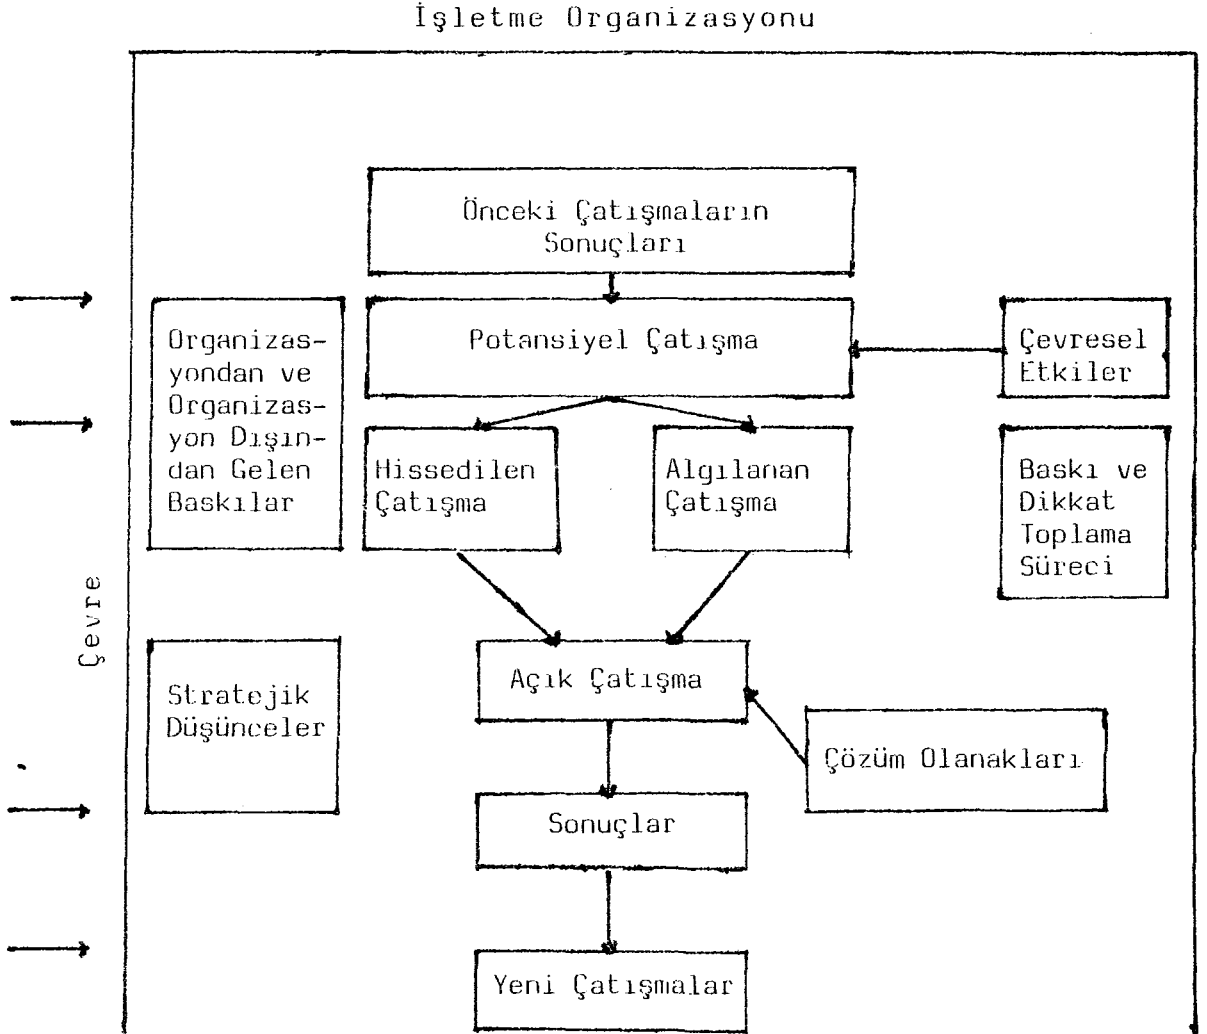 İşletme Organizasyonu
Önceki Çatışmaların
Sonuçları
Potansiyel Çatışma
Organizas-
yondan ve
Organizas-
yon Dışın-
dan Gelen
Baskılar
Çevresel
Etkiler
Hissedilen
Çatışma
Algılanan
Çatışma
Baskı ve
Dikkat
Toplama
Süreci
Çevre
Stratejik
Düşünceler
Açık Çatışma
Çözüm Olanakları
Sonuçlar
Yeni Çatışmalar